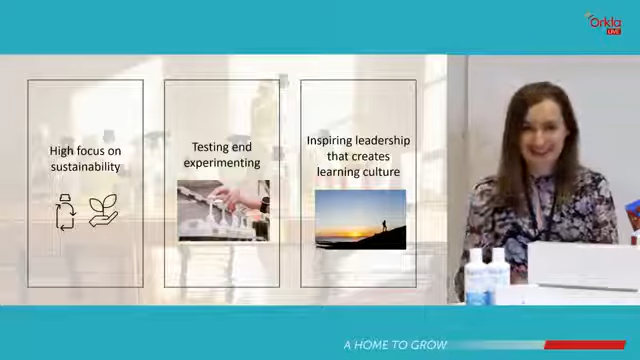 Orkla
LIVE
High focus on
sustainability
Testing end
experimenting
Inspiring leadership
that creates
learning culture
A HOME TO GROW